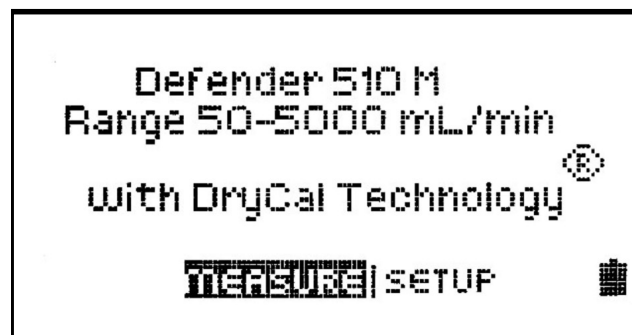 Defender 510 M
Range 50-5000 mL/min
®
with DryCal Technology
MEASURE| SETUP